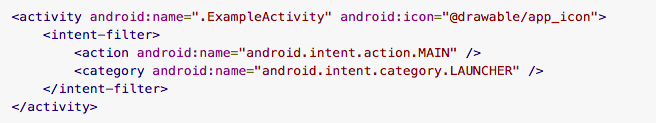 <activity android:name=".ExampleActivity" android:icon="@drawable/app_icon">
    <intent-filter>
        <action android:name="android.intent.action.MAIN" />
        <category android:name="android.intent.category.LAUNCHER" />
    </intent-filter>
</activity>